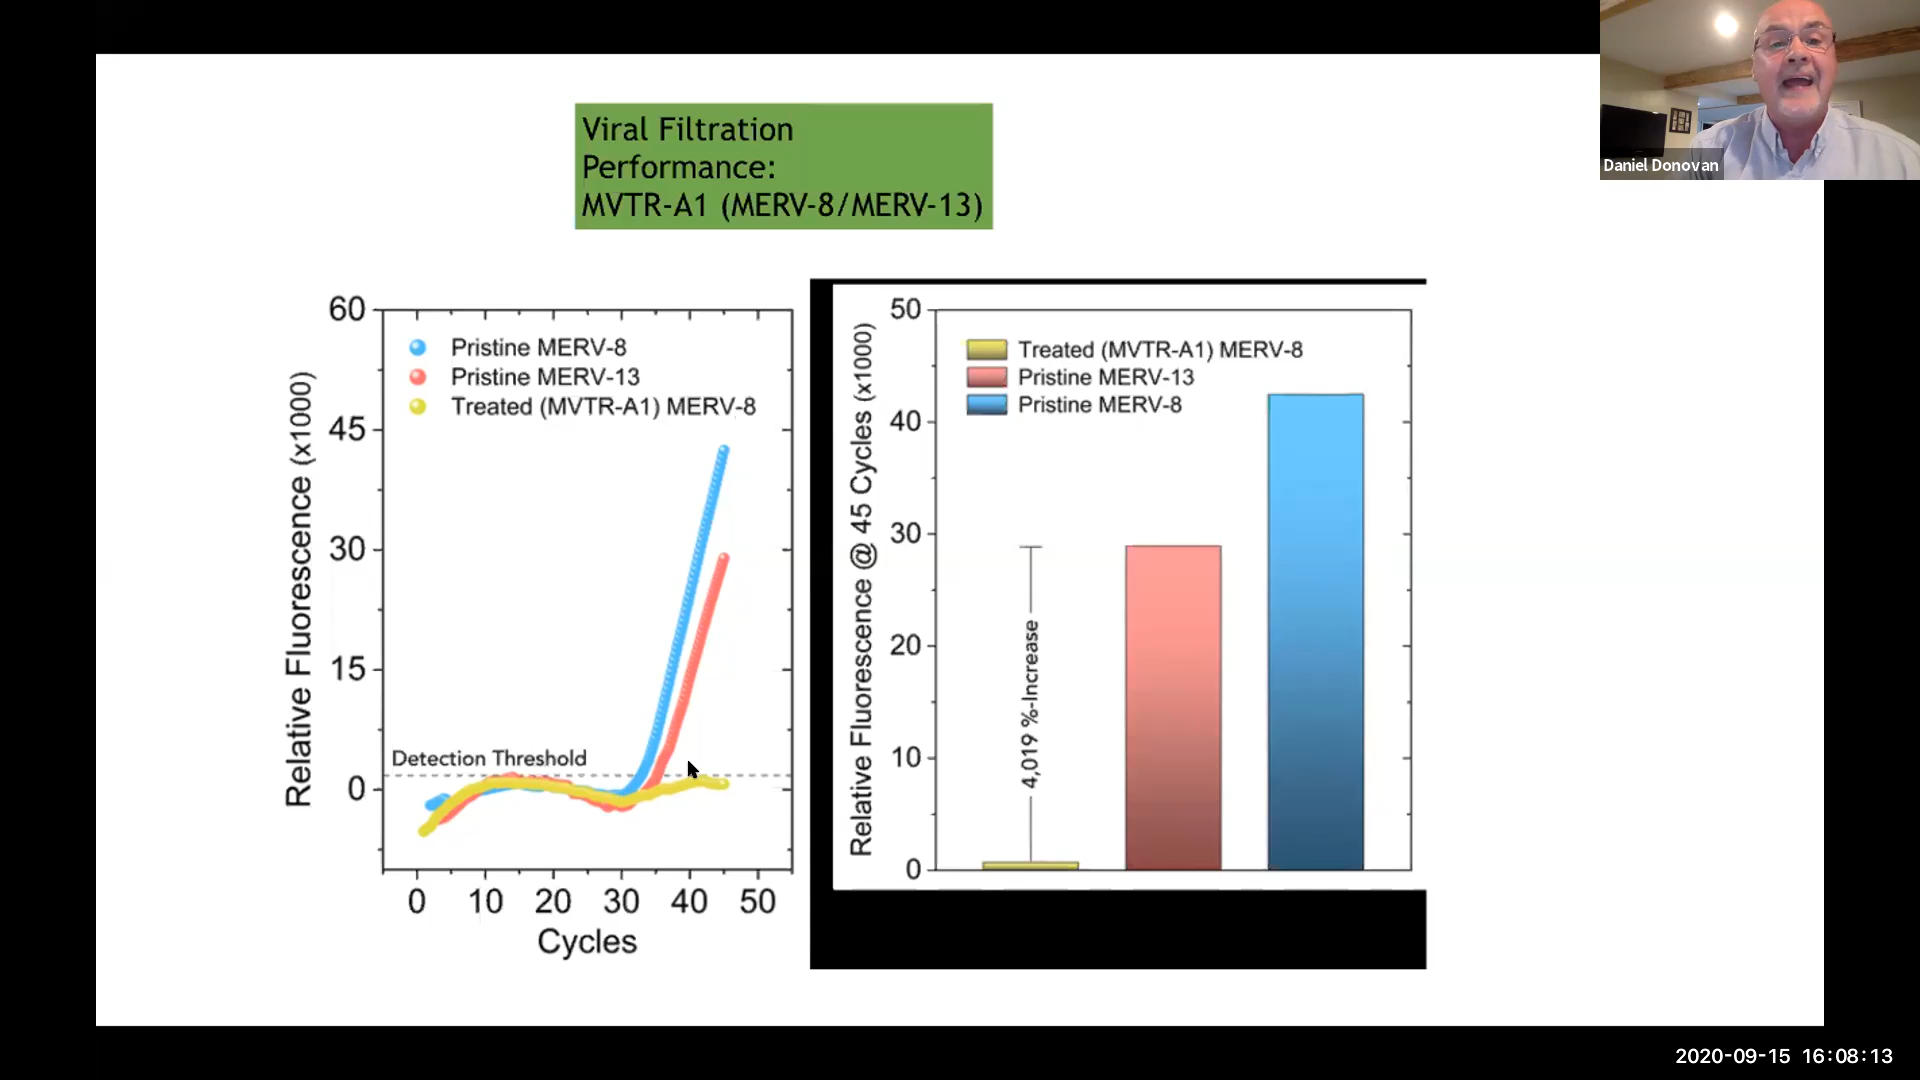 Viral Filtration
Performance:
MVTR-A1 (MERV-8/MERV-13)
Daniel Donovan
60
45
30
15
0
Relative Fluorescence (x1000)
Pristine MERV-8
Pristine MERV-13
Treated (MVTR-A1) MERV-8
Detection Threshold
0 10 20 30 40 50
Cycles
50
40
30
20
10
0
Relative Fluorescence @ 45 Cycles (x1000)
Treated (MVTR-A1) MERV-8
Pristine MERV-13
Pristine MERV-8
4,019 %-Increase
2020-09-15 16:08:13